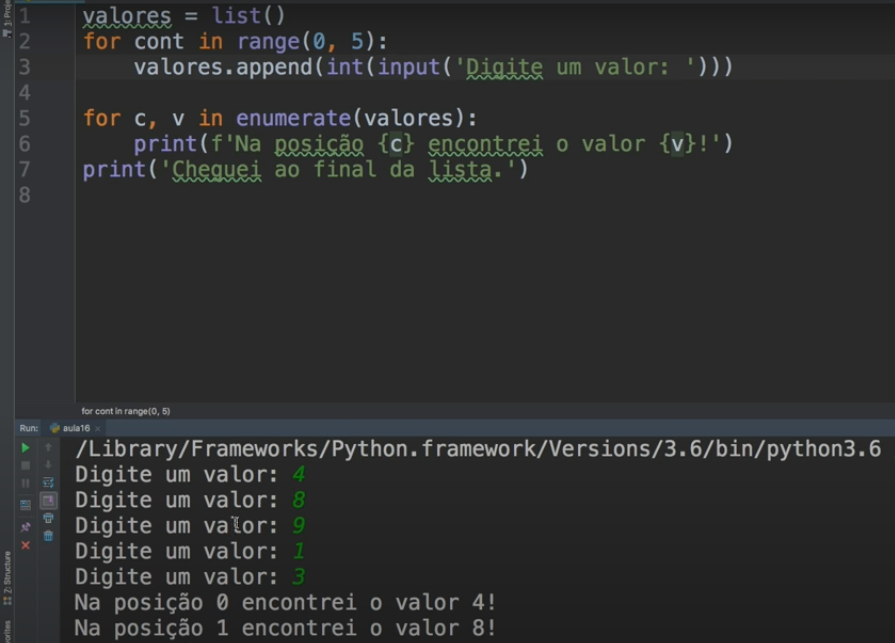 1: Proje
1 valores = list()
2 for cont in range(0, 5):
3 valores.append(int(input('Digite um valor: ')))
4
5 for c, v in enumerate(valores):
6 print(f'Na posição {c} encontrei o valor {v}!')
7 print('Cheguei ao final da lista.')
8
for cont in range(0, 5)
Run: aula16
/Library/Frameworks/Python.framework/Versions/3.6/bin/python3.6
Digite um valor: 4
Digite um valor: 8
Digite um valor: 9
Digite um valor: 1
Digite um valor: 3
Na posição 0 encontrei o valor 4!
Na posição 1 encontrei o valor 8!
Z: Structure
vorites